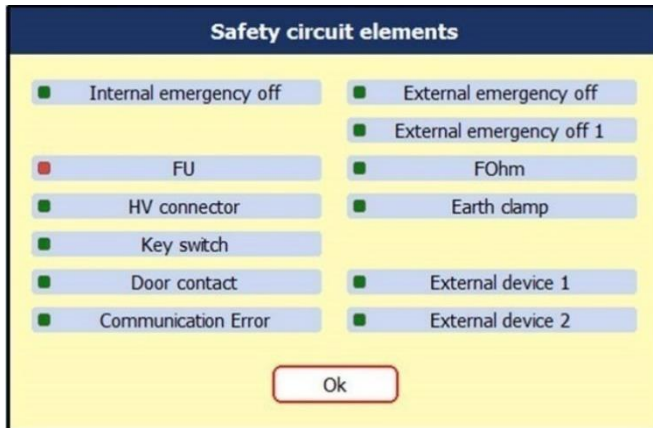 Safety circuit elements
Internal emergency off
External emergency off
External emergency off 1
FU
FOhm
HV connector
Earth clamp
Key switch
Door contact
External device 1
Communication Error
External device 2
Ok